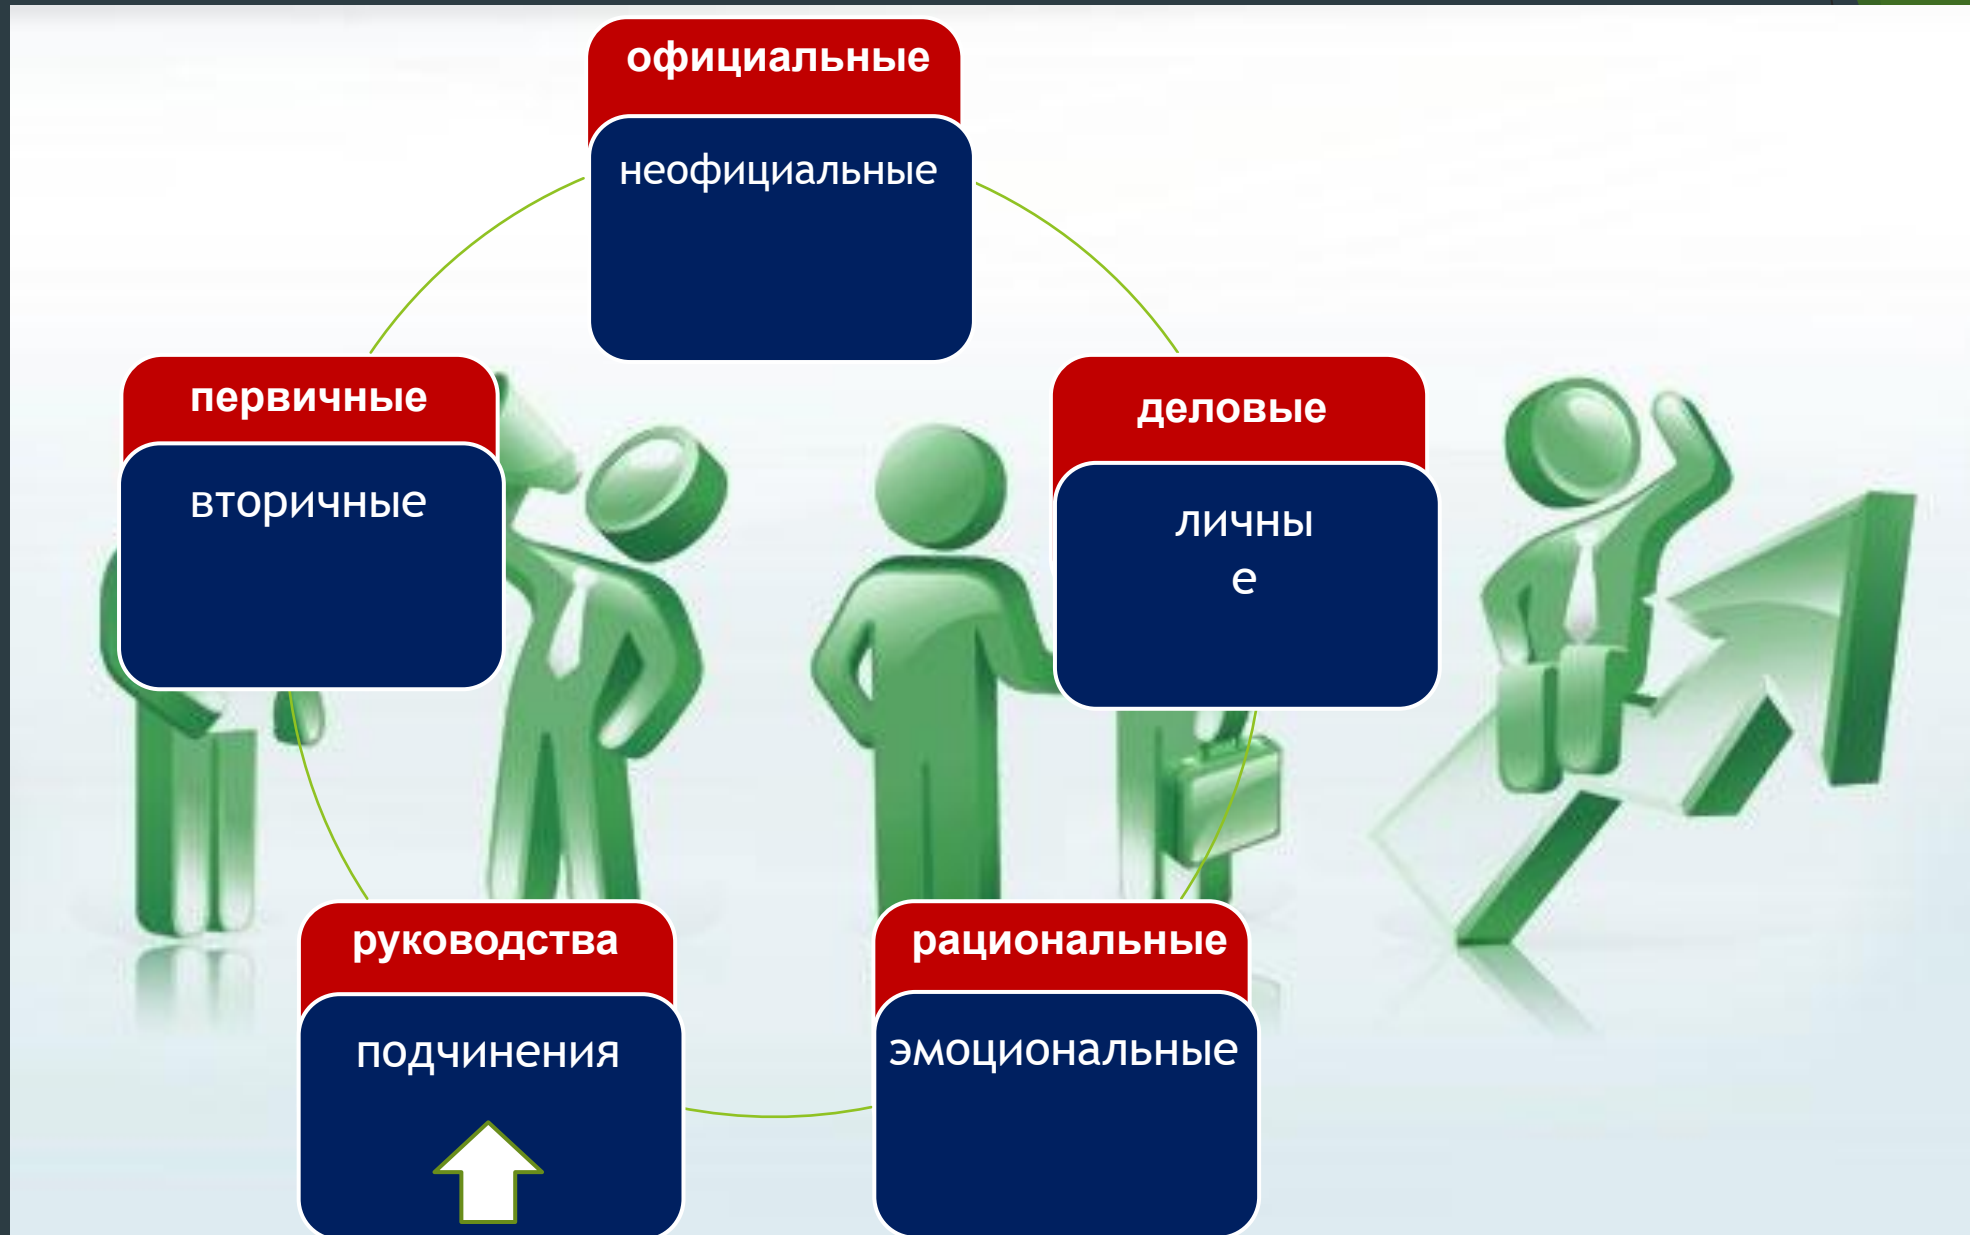 официальные
неофициальные
первичные
вторичные
деловые
личны
е
руководства
подчинения
рациональные
эмоциональные